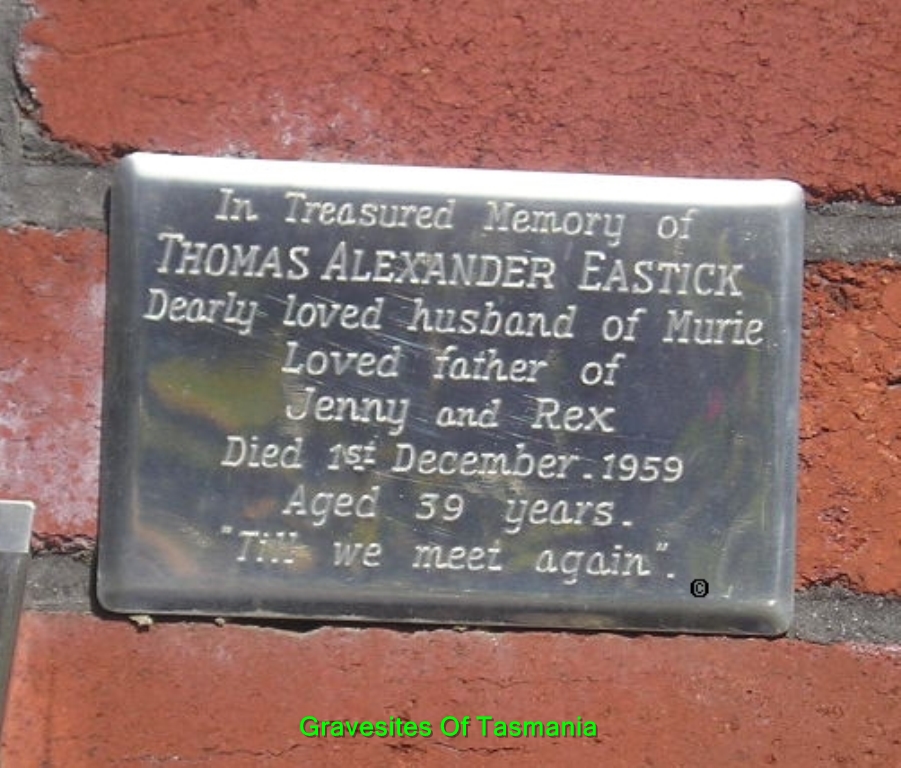 In Treasured Memory of
THOMAS ALEXANDER EASTICK
Dearly loved husband of Murie
Loved father of
Jenny and Rex
Died 1st December.1959
Aged 39 years.
"Till we meet again".
©
Gravesites Of Tasmania